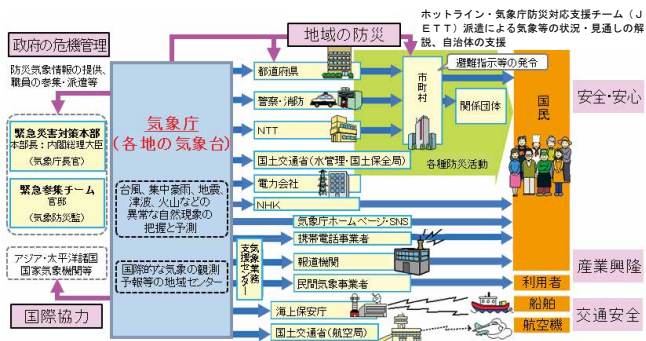 ホットライン・気象庁防災対応支援チーム（J
ETT）派遣による気象等の状況・見通しの解
説、自治体の支援
政府の危機管理
防災気象情報の提供、
職員の参集・派遣等
緊急災害対策本部
本部長：内閣総理大臣
（気象庁長官）
緊急参集チーム
官邸
（気象防災監）
アジア・太平洋諸国
国家気象機関等
国際協力
気象庁
（各地の気象台）
台風、集中豪雨、地震、
津波、火山などの
異常な自然現象の
把握と予測
国際的な気象の観測
予報等の地域センター
地域の防災
都道府県
警察・消防
NTT
国土交通省（水管理・国土保全局）
電力会社
NHK
気象庁ホームページ・SNS
気象業務
支援センター
携帯電話事業者
報道機関
民間気象事業者
海上保安庁
国土交通省（航空局）
市町村
避難指示等の発令
関係団体
各種防災活動
国民
利用者
船舶
航空機
安全・安心
産業興隆
交通安全